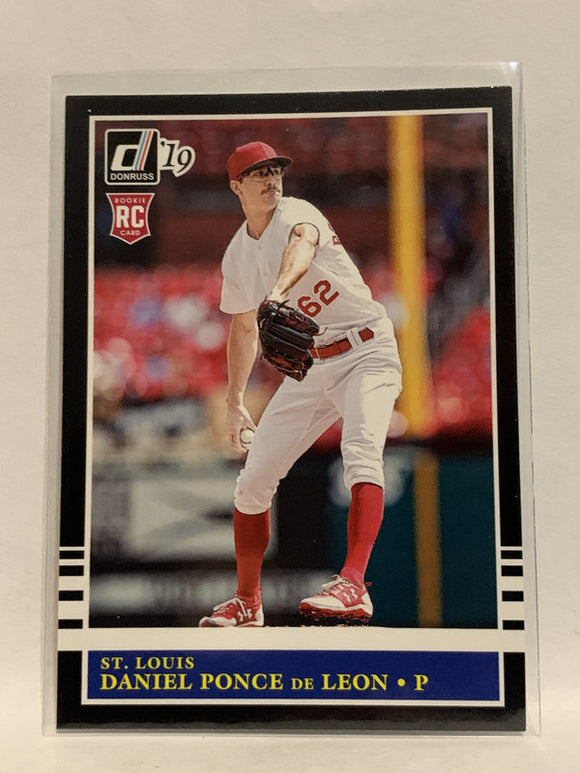 DONRUSS '19
ROOKIE
RC
CARD
62
ST. LOUIS
DANIEL PONCE DE LEON • P